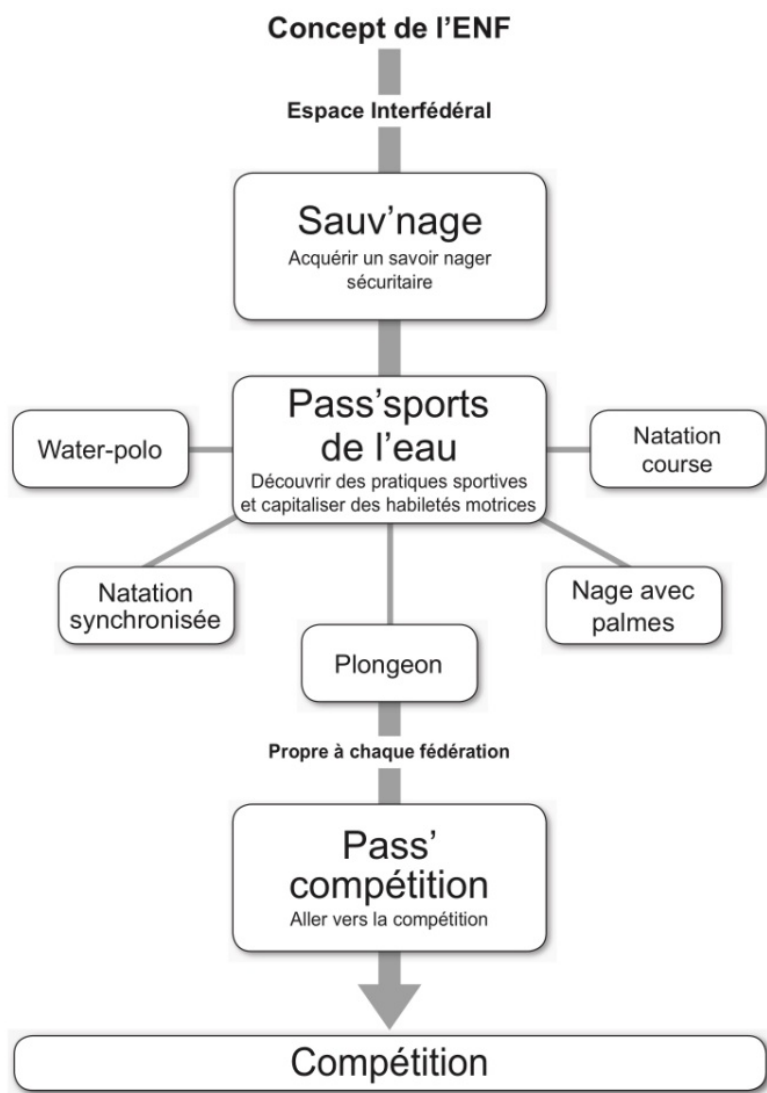 Concept de l’ENF
Espace Interfédéral
Sauv’nage
Acquérir un savoir nager
sécuritaire
Pass’sports
de l’eau
Découvrir des pratiques sportives
et capitaliser des habiletés motrices
Water-polo
Natation
course
Natation
synchronisée
Nage avec
palmes
Plongeon
Propre à chaque fédération
Pass’
compétition
Aller vers la compétition
Compétition